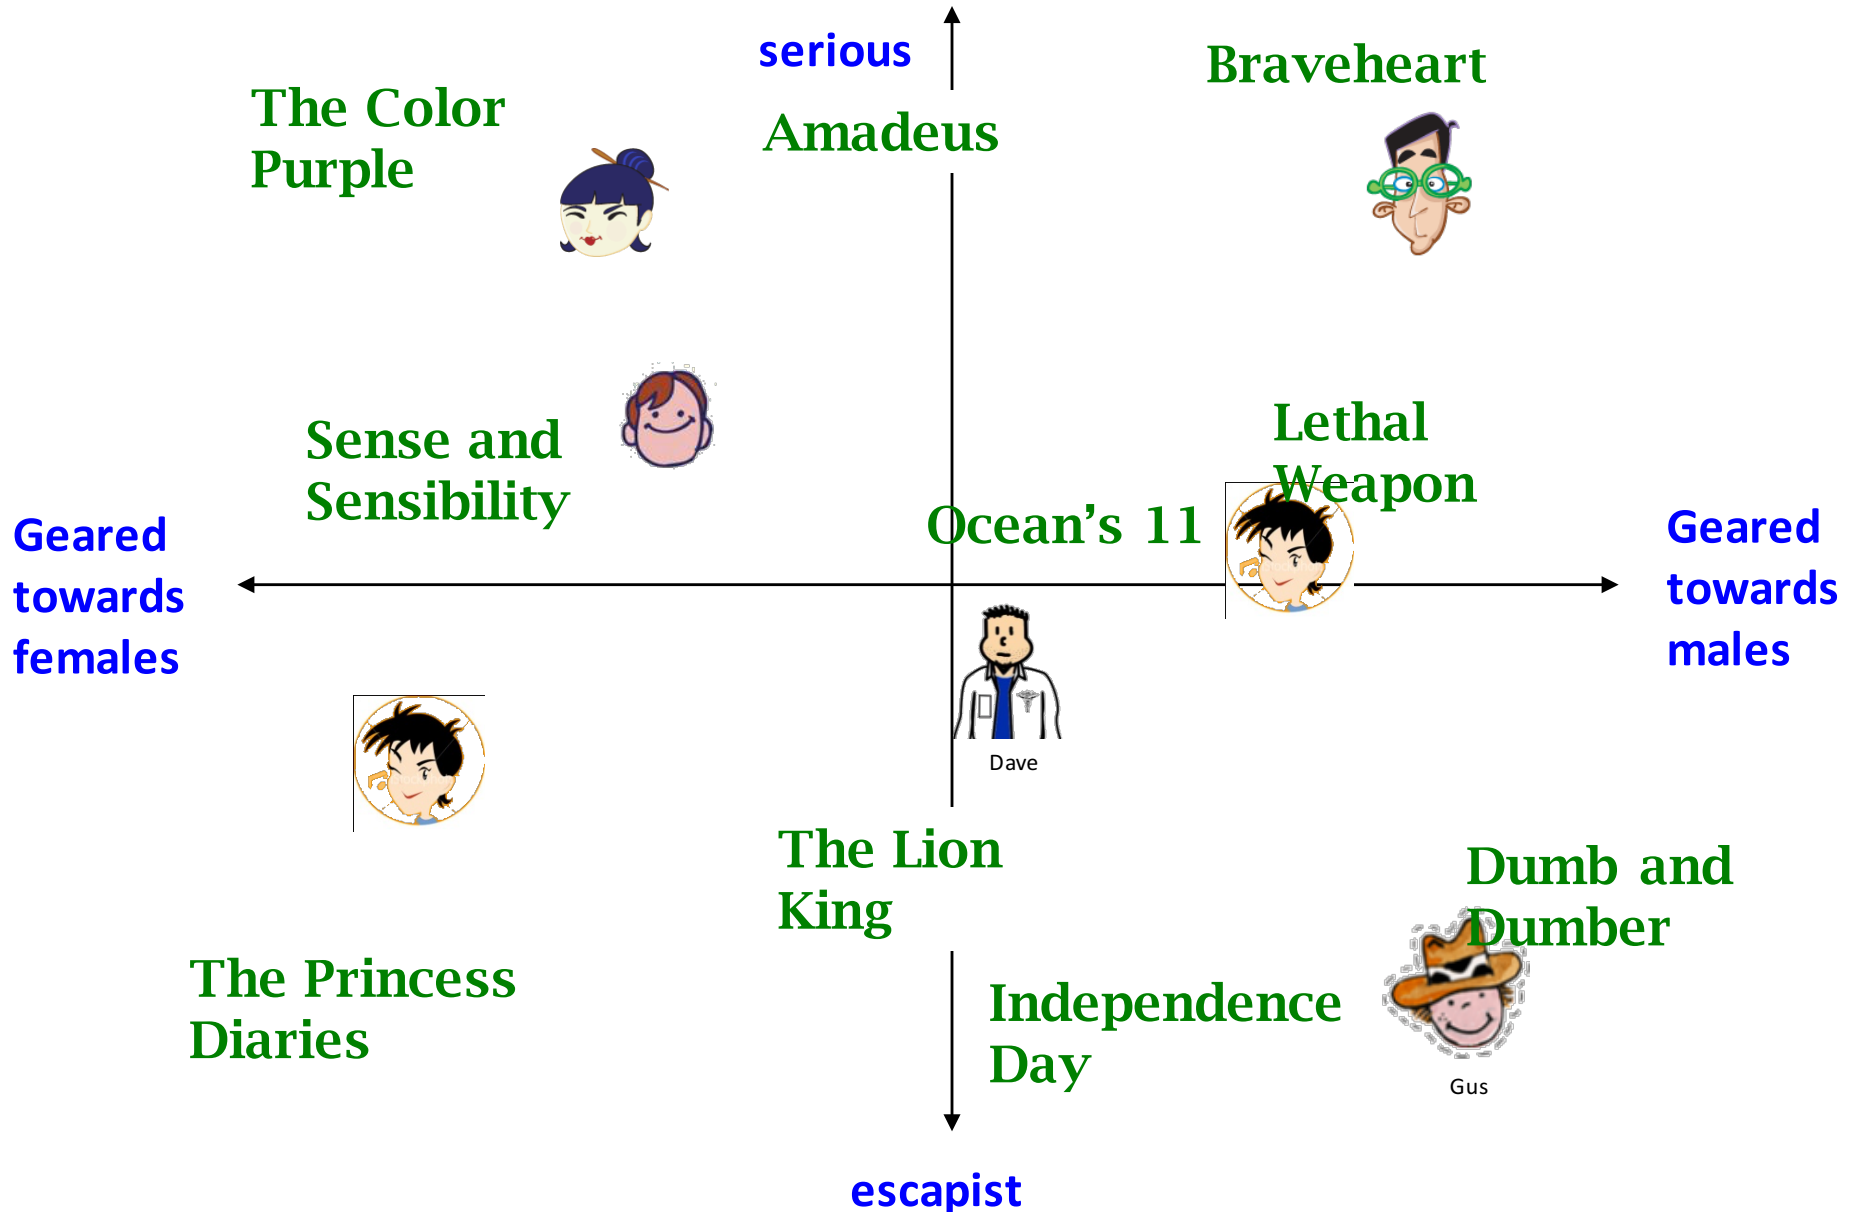 serious
Braveheart
The Color
Purple
Amadeus
Lethal
Weapon
Sense and
Sensibility
Ocean’s 11
Geared
towards
females
Geared
towards
males
Dave
The Lion
King
Dumb and
Dumber
The Princess
Diaries
Independence
Day
Gus
escapist